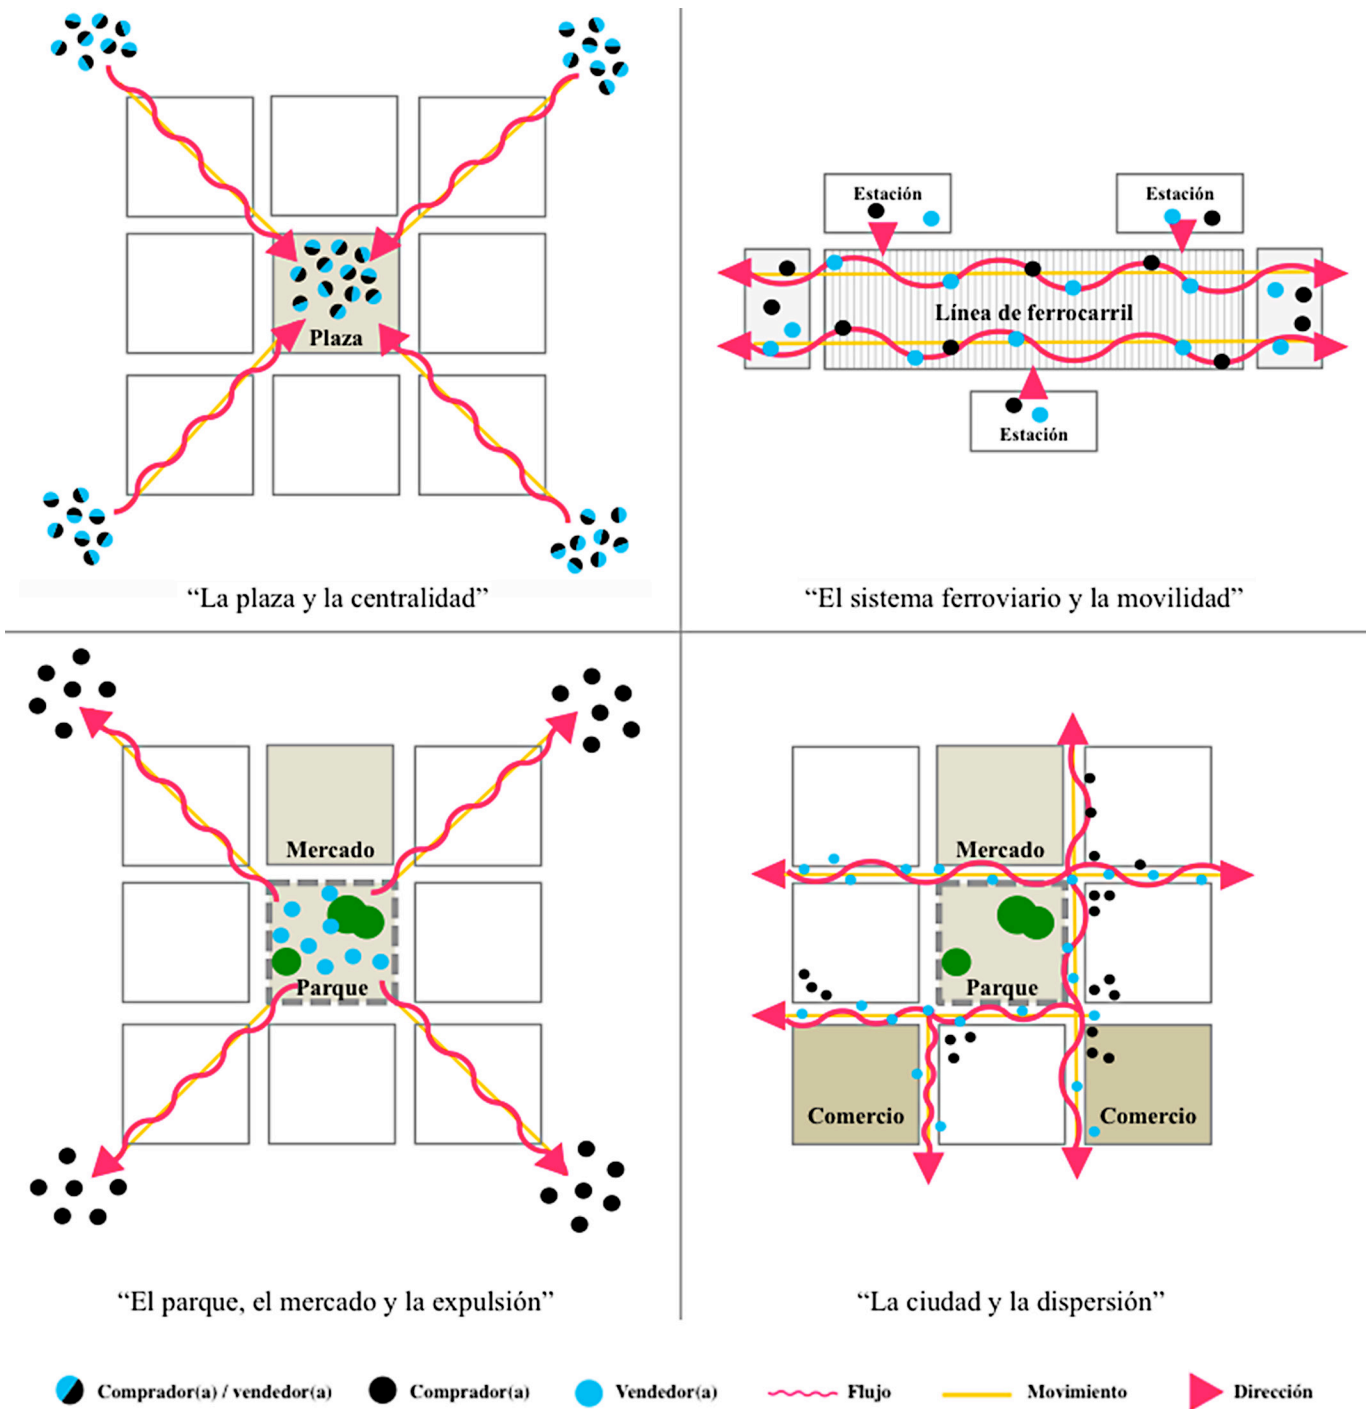 Plaza
“La plaza y la centralidad”
Estación
Estación
Línea de ferrocarril
Estación
“El sistema ferroviario y la movilidad”
Mercado
Parque
“El parque, el mercado y la expulsión”
Mercado
Parque
Comercio
Comercio
“La ciudad y la dispersión”
Comprador(a) / vendedor(a)
Comprador(a)
Vendedor(a)
Flujo
Movimiento
Dirección